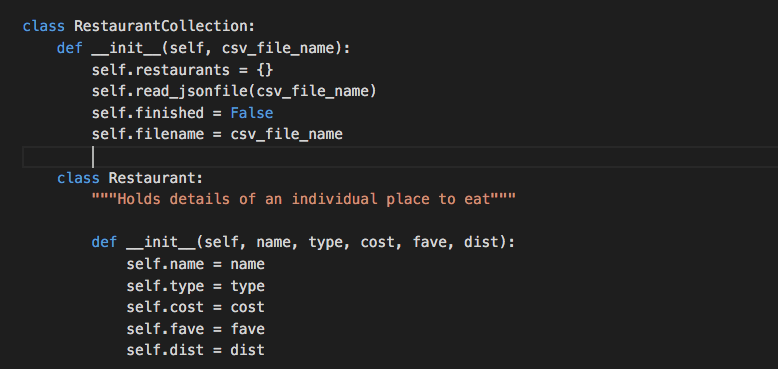 class RestaurantCollection:
    def __init__(self, csv_file_name):
        self.restaurants = {}
        self.read_jsonfile(csv_file_name)
        self.finished = False
        self.filename = csv_file_name
    class Restaurant:
        """Holds details of an individual place to eat"""
        def __init__(self, name, type, cost, fave, dist):
            self.name = name
            self.type = type
            self.cost = cost
            self.fave = fave
            self.dist = dist